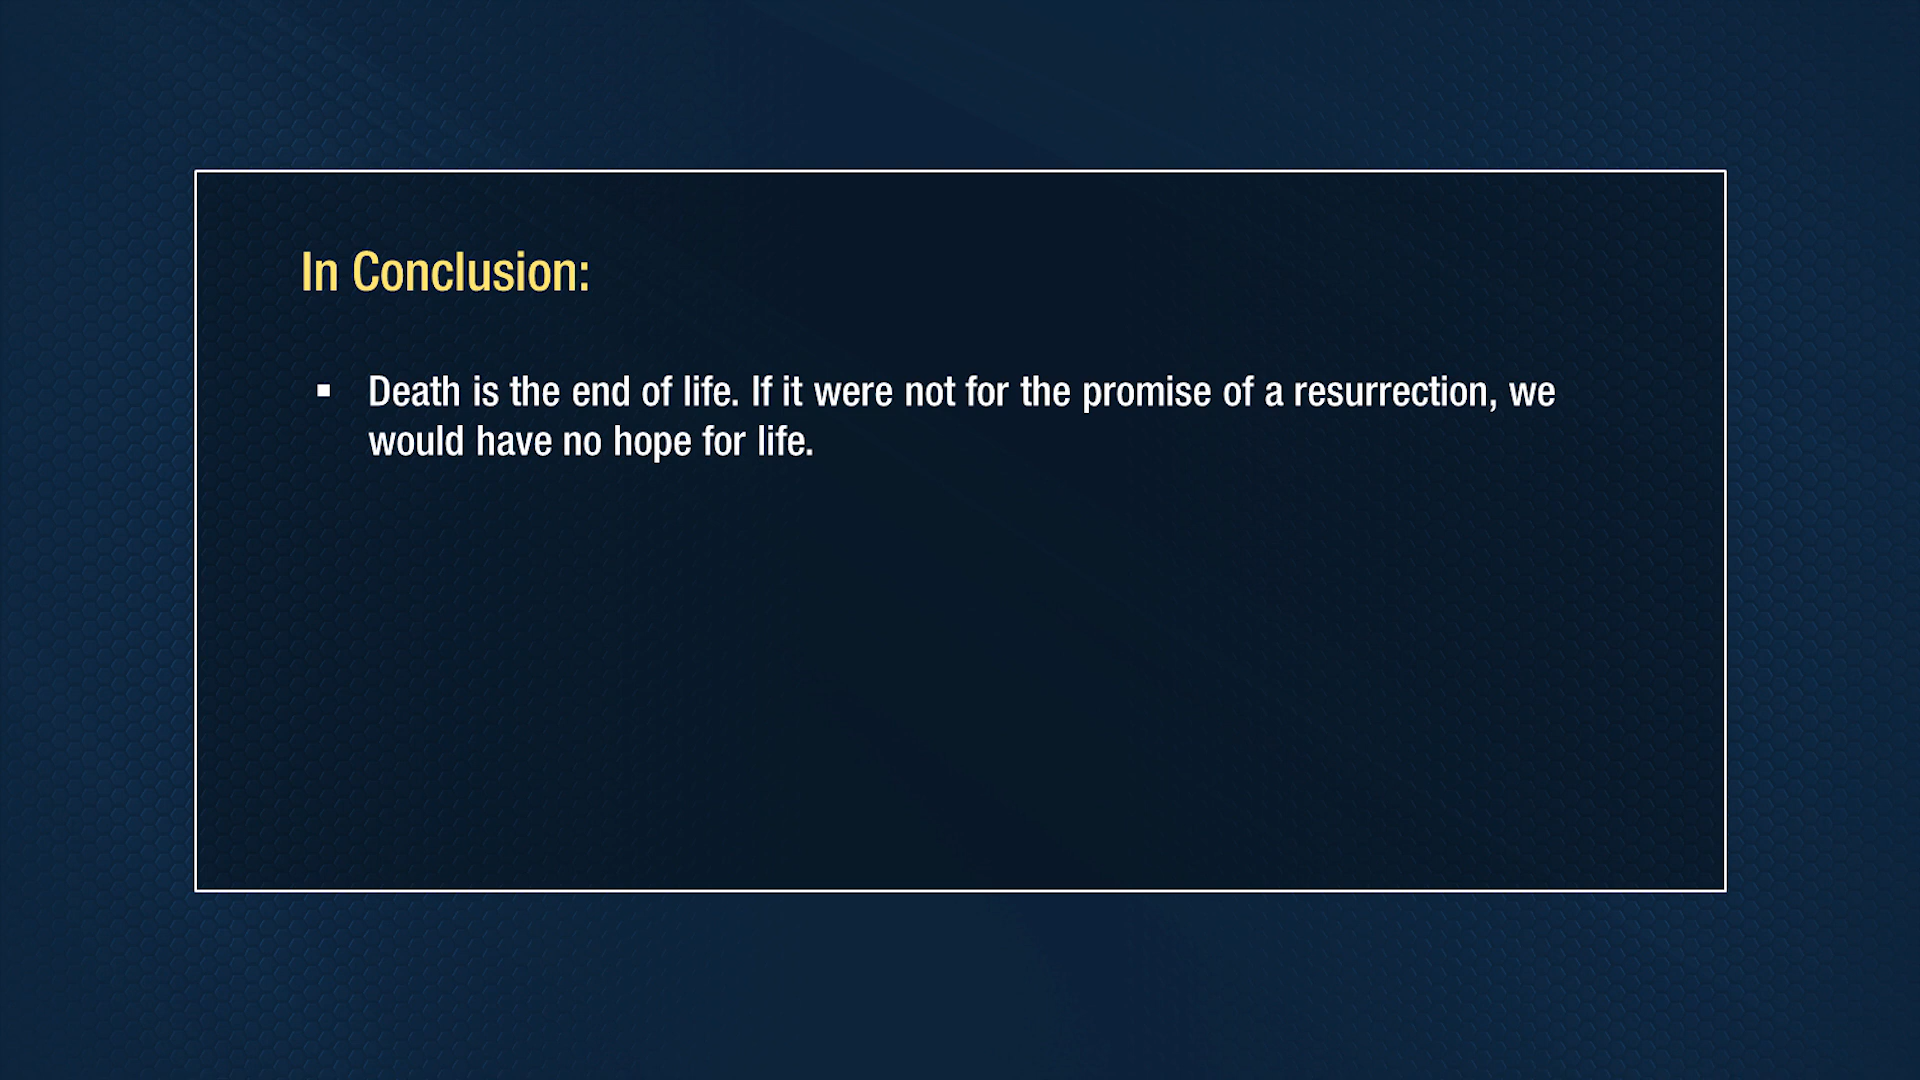 In Conclusion:
▪ Death is the end of life. If it were not for the promise of a resurrection, we
would have no hope for life.